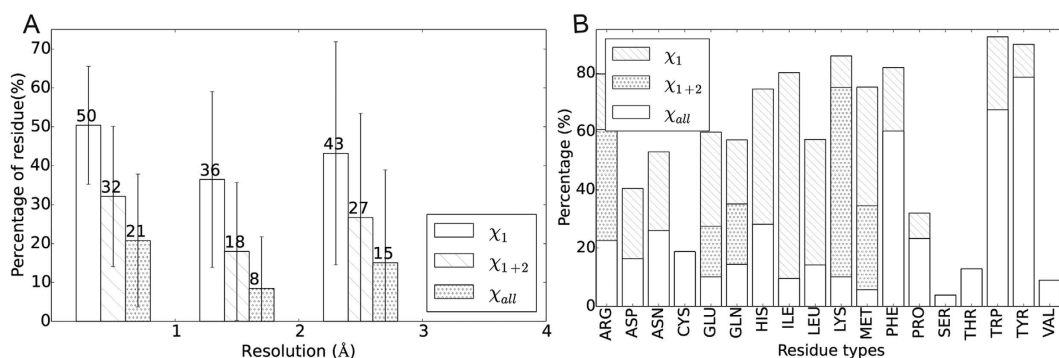 A
Percentage of residue(%)
70
60
50
40
30
20
10
0
50
32
21
36
18
8
43
27
15
χ1
χ1+2
χall
1
2
3
4
Resolution (Å)
B
Percentage (%)
80
60
40
20
0
χ1
χ1+2
χall
ARG
ASP
ASN
CYS
GLU
GLN
HIS
ILE
LEU
LYS
MET
PHE
PRO
SER
THR
TRP
TYR
VAL
Residue types